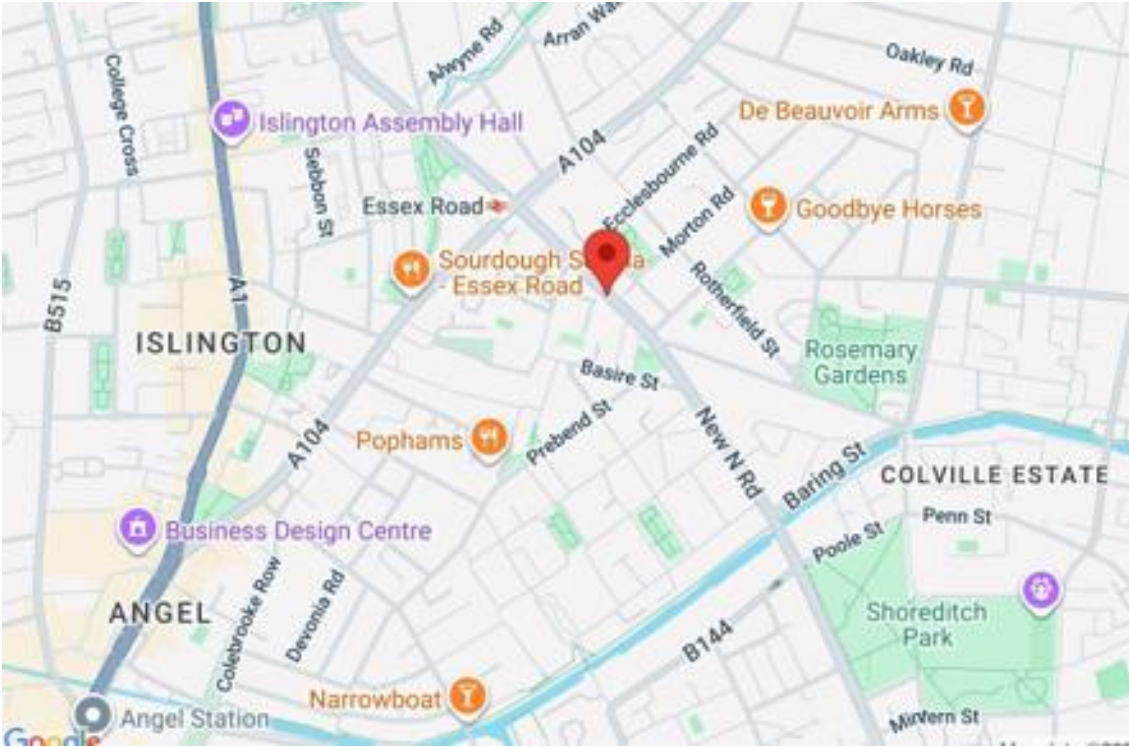 Arran
Alwyne Rd
Oakley Rd
College Cross
De Beauvoir Arms
Islington Assembly Hall
A104
Sebbon St
Ecclesbourne Rd
Essex Road
Morton Rd
Goodbye Horses
Sourdough
- Essex Road
Rotherfield St
A1
B515
ISLINGTON
Rosemary
Gardens
Basire St
Prebend St
New N Rd
A104
Pophams
Baring St
COLVILLE ESTATE
Penn St
Business Design Centre
Poole St
Colebrooke Row
Devonia Rd
ANGEL
Shoreditch
Park
B144
Narrowboat
Angel Station
Mintern St
Google